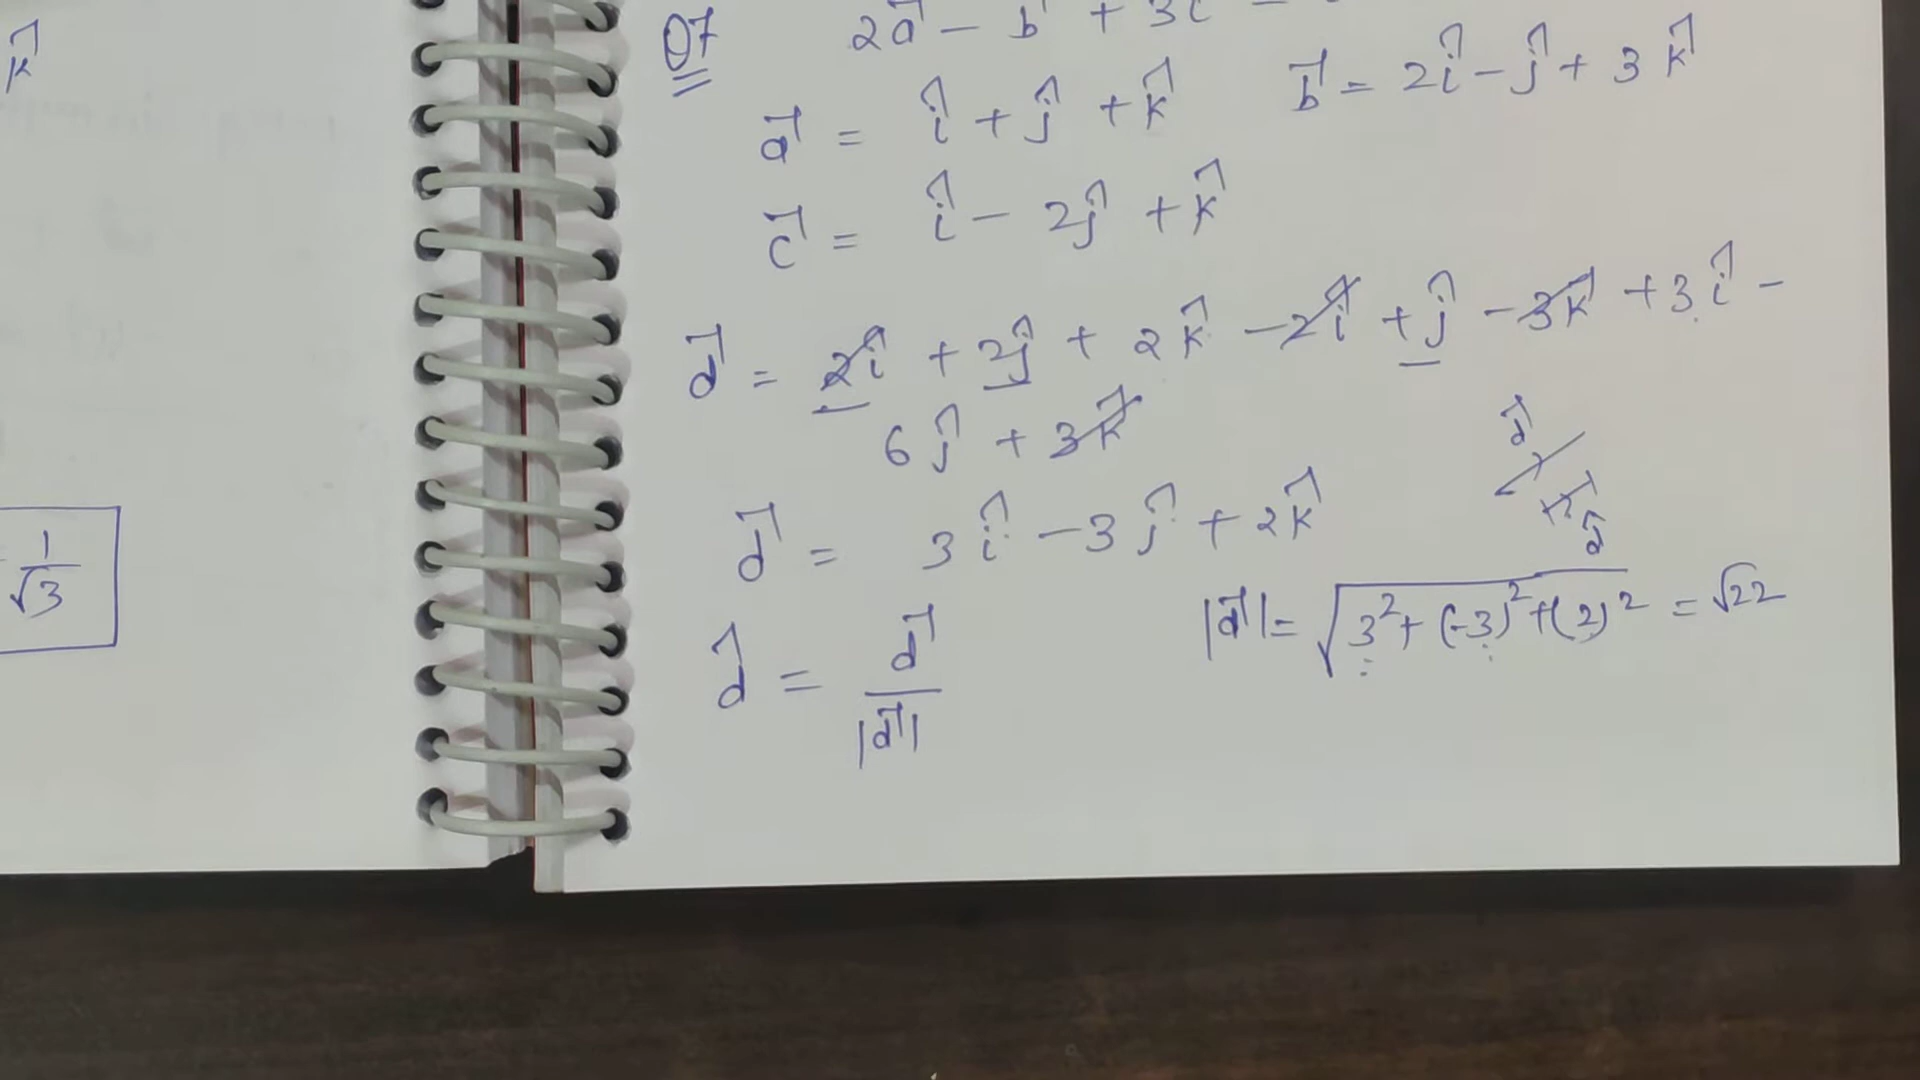 k̂
1/√3
Q7 2a⃗ - b⃗ + 3c⃗
a⃗ = î + ĵ + k̂ b⃗ = 2î - ĵ + 3k̂
c⃗ = î - 2ĵ + k̂
d⃗ = 2î + 2ĵ + 2k̂ - 2î + ĵ - 3k̂ + 3î -
6ĵ + 3k̂
d⃗ = 3î - 3ĵ + 2k̂
d̂ = d⃗/|d⃗| |d⃗| = √(3² + (-3)² + (2)²) = √22